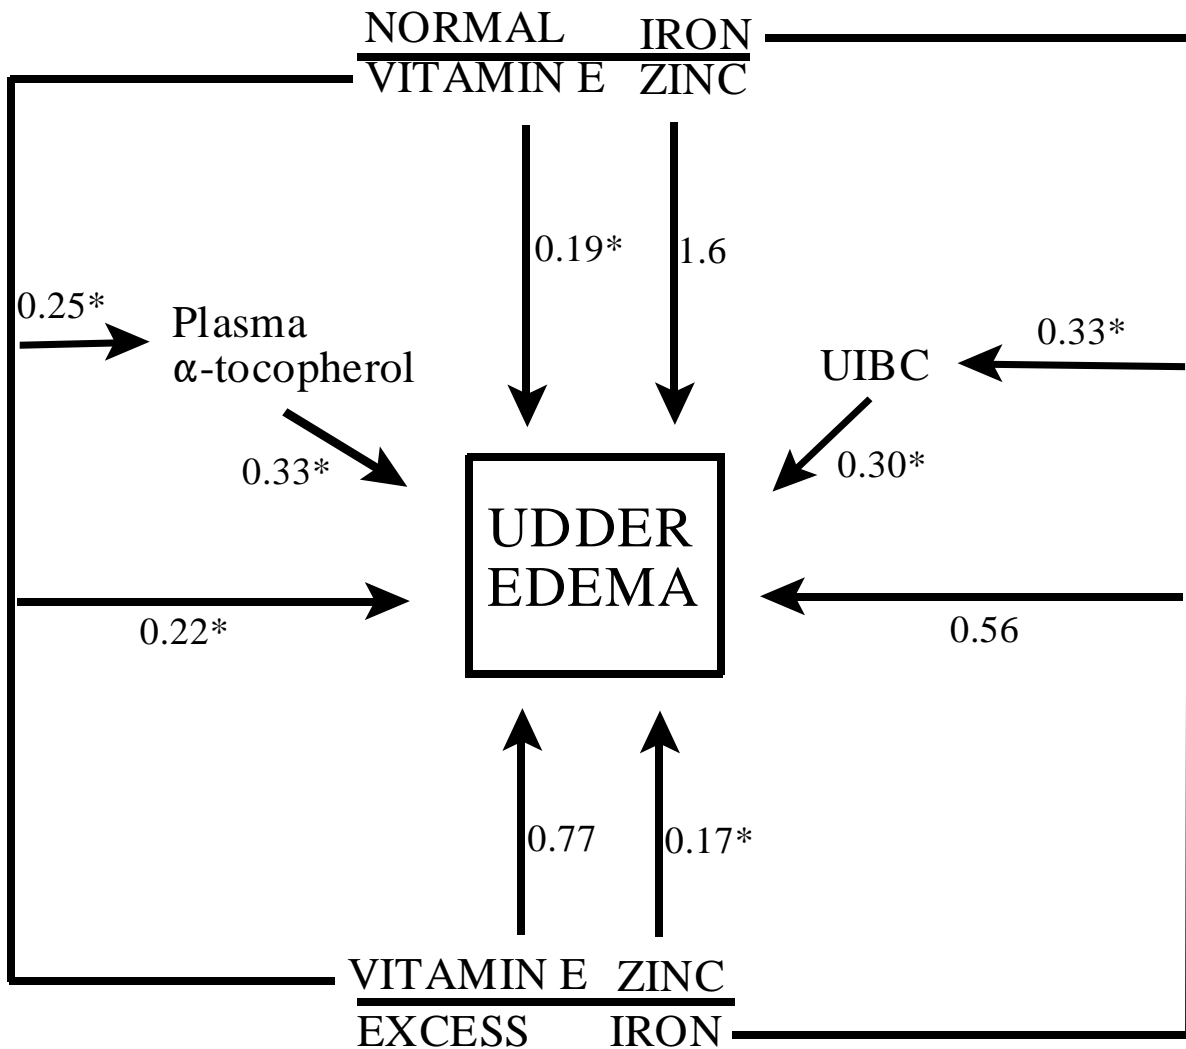 NORMAL IRON
VITAMIN E ZINC
0.19*
1.6
0.25*
Plasma
α-tocopherol
0.33*
UIBC
0.33*
0.30*
UDDER
EDEMA
0.22*
0.56
0.77
0.17*
VITAMIN E ZINC
EXCESS IRON